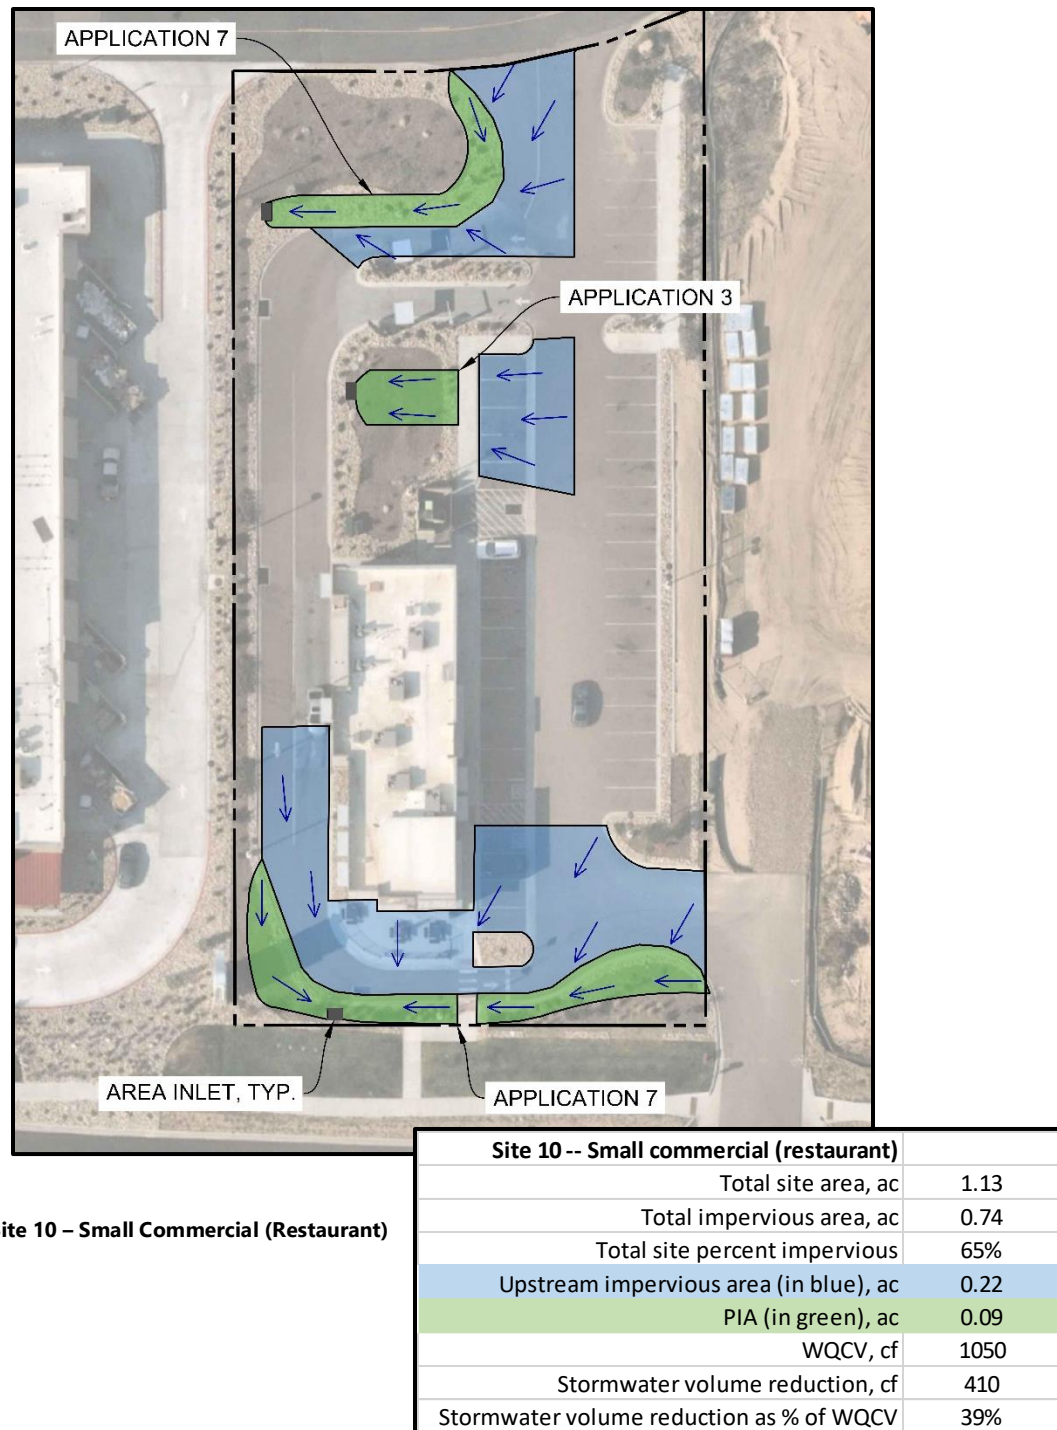 APPLICATION 7
APPLICATION 3
AREA INLET, TYP.
APPLICATION 7
Site 10 -- Small commercial (restaurant)
Total site area, ac 1.13
Total impervious area, ac 0.74
Total site percent impervious 65%
Upstream impervious area (in blue), ac 0.22
PIA (in green), ac 0.09
WQCV, cf 1050
Stormwater volume reduction, cf 410
Stormwater volume reduction as % of WQCV 39%
ite 10 – Small Commercial (Restaurant)